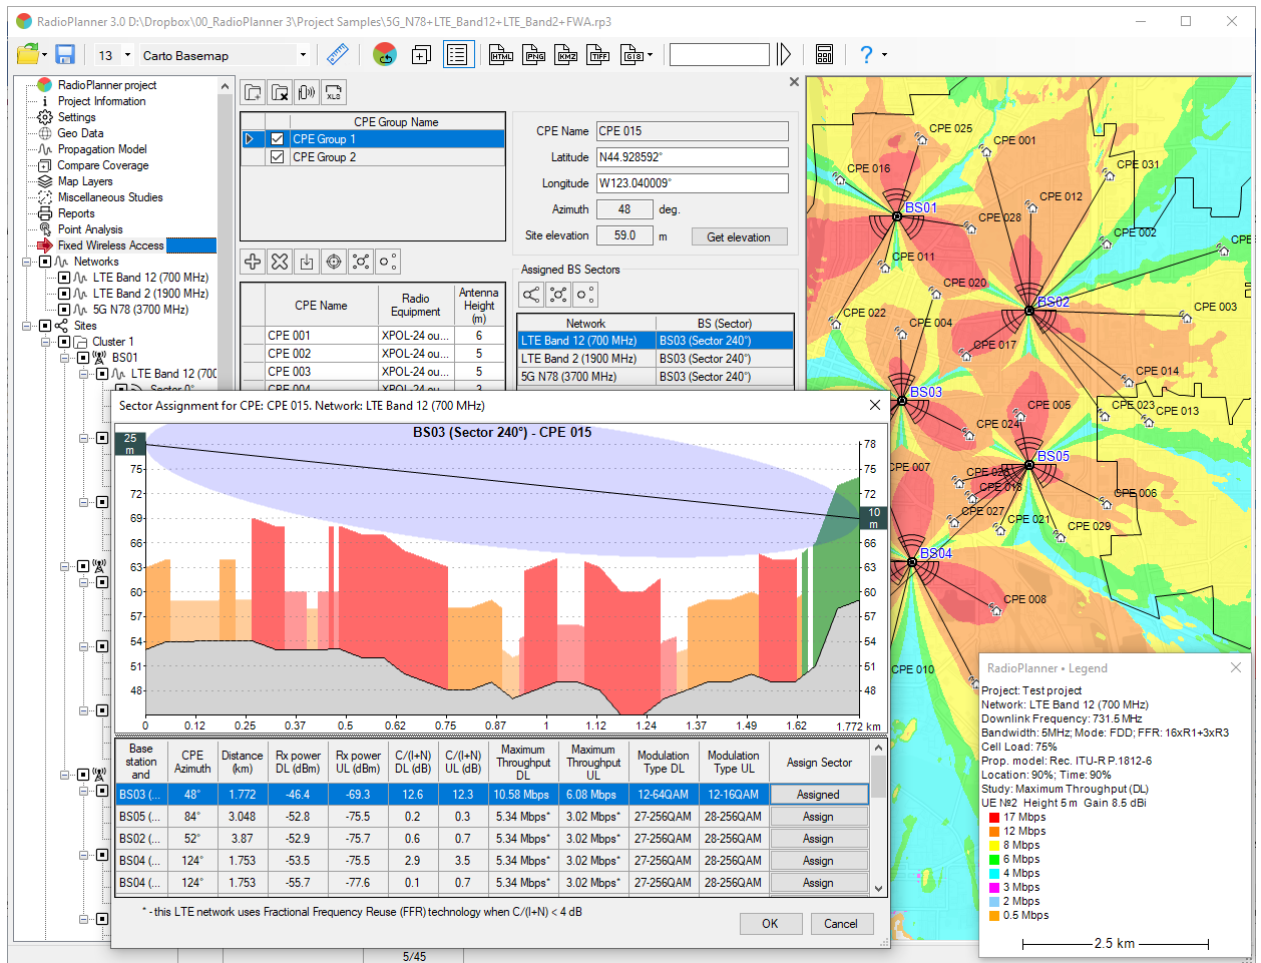 RadioPlanner 3.0 D:\Dropbox\00_RadioPlanner 3\Project Samples\5G_N78+LTE_Band12+LTE_Band2+FWA.rp3
13 Carto Basemap HTML PNG KMZ TIFF
RadioPlanner project
Project Information
Settings
Geo Data
Propagation Model
Compare Coverage
Map Layers
Miscellaneous Studies
Reports
Point Analysis
Fixed Wireless Access
Networks
LTE Band 12 (700 MHz)
LTE Band 2 (1900 MHz)
5G N78 (3700 MHz)
Sites
Cluster 1
BS01
LTE Band 12 (700
Sector 0°
XLS
CPE Group Name
CPE Group 1
CPE Group 2
CPE Name Radio Equipment Antenna Height (m)
CPE 001 XPOL-24 ou... 6
CPE 002 XPOL-24 ou... 5
CPE 003 XPOL-24 ou... 5
CPE 004 XPOL-24 ou... 3
CPE Name CPE 015
Latitude N44.928592°
Longitude W123.040009°
Azimuth 48 deg.
Site elevation 59.0 m Get elevation
Assigned BS Sectors
Network BS (Sector)
LTE Band 12 (700 MHz) BS03 (Sector 240°)
LTE Band 2 (1900 MHz) BS03 (Sector 240°)
5G N78 (3700 MHz) BS03 (Sector 240°)
CPE 025
CPE 001
CPE 016
CPE 031
CPE 012
BS01
CPE 028
CPE 002
CPE
CPE 011
CPE 020
BS02
CPE 003
CPE 022
CPE 004
CPE 017
CPE 014
BS03
CPE 005
CPE 023
CPE 013
CPE 024
BS05
CPE 007
CPE 018
CPE 006
CPE 027
CPE 021
CPE 029
BS04
CPE 008
CPE 010
Sector Assignment for CPE: CPE 015. Network: LTE Band 12 (700 MHz)
BS03 (Sector 240°) - CPE 015
25 m
75
72
69
66
63
60
57
54
51
48
78
75
72
10 m
66
63
60
57
54
51
48
0 0.12 0.25 0.37 0.5 0.62 0.75 0.87 1 1.12 1.24 1.37 1.49 1.62 1.772 km
Base station and CPE Azimuth Distance (km) Rx power DL (dBm) Rx power UL (dBm) C/(I+N) DL (dB) C/(I+N) UL (dB) Maximum Throughput DL Maximum Throughput UL Modulation Type DL Modulation Type UL Assign Sector
BS03 (... 48° 1.772 -46.4 -69.3 12.6 12.3 10.58 Mbps 6.08 Mbps 12-64QAM 12-16QAM Assigned
BS05 (... 84° 3.048 -52.8 -75.5 0.2 0.3 5.34 Mbps* 3.02 Mbps* 27-256QAM 28-256QAM Assign
BS02 (... 52° 3.87 -52.9 -75.7 0.6 0.7 5.34 Mbps* 3.02 Mbps* 27-256QAM 28-256QAM Assign
BS04 (... 124° 1.753 -53.5 -75.5 2.9 3.5 5.34 Mbps* 3.02 Mbps* 27-256QAM 28-256QAM Assign
BS04 (... 124° 1.753 -55.7 -77.6 0.1 0.7 5.34 Mbps* 3.02 Mbps* 27-256QAM 28-256QAM Assign
* - this LTE network uses Fractional Frequency Reuse (FFR) technology when C/(I+N) < 4 dB
OK Cancel
RadioPlanner • Legend
Project: Test project
Network: LTE Band 12 (700 MHz)
Downlink Frequency: 731.5 MHz
Bandwidth: 5MHz; Mode: FDD; FFR: 16xR1+3xR3
Cell Load: 75%
Prop. model: Rec. ITU-R P.1812-6
Location: 90%; Time: 90%
Study: Maximum Throughput (DL)
UE №2 Height 5 m Gain 8.5 dBi
17 Mbps
12 Mbps
8 Mbps
6 Mbps
4 Mbps
3 Mbps
2 Mbps
0.5 Mbps
2.5 km
5/45